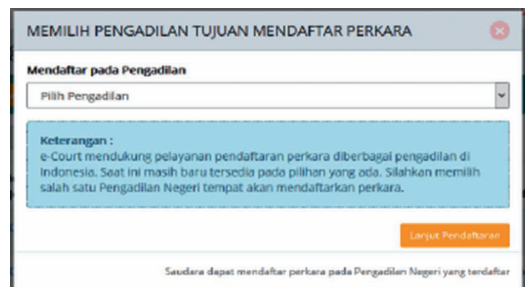 MEMILIH PENGADILAN TUJUAN MENDAFTAR PERKARA
Mendaftar pada Pengadilan
Pilih Pengadilan
Keterangan :
e-Court mendukung pelayanan pendaftaran perkara diberbagai pengadilan di
Indonesia. Saat ini masih baru tersedia pada pilihan yang ada. Silahkan memilih
salah satu Pengadilan Negeri tempat akan mendaftarkan perkara.
Lanjut Pendaftaran
Saudara dapat mendaftar perkara pada Pengadilan Negeri yang terdaftar